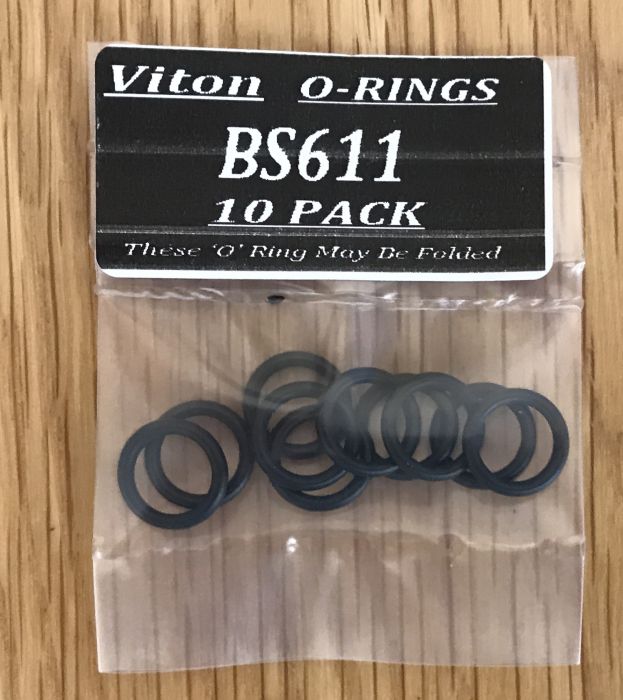 Viton O-RINGS
BS611
10 PACK
These 'O' Ring May Be Folded